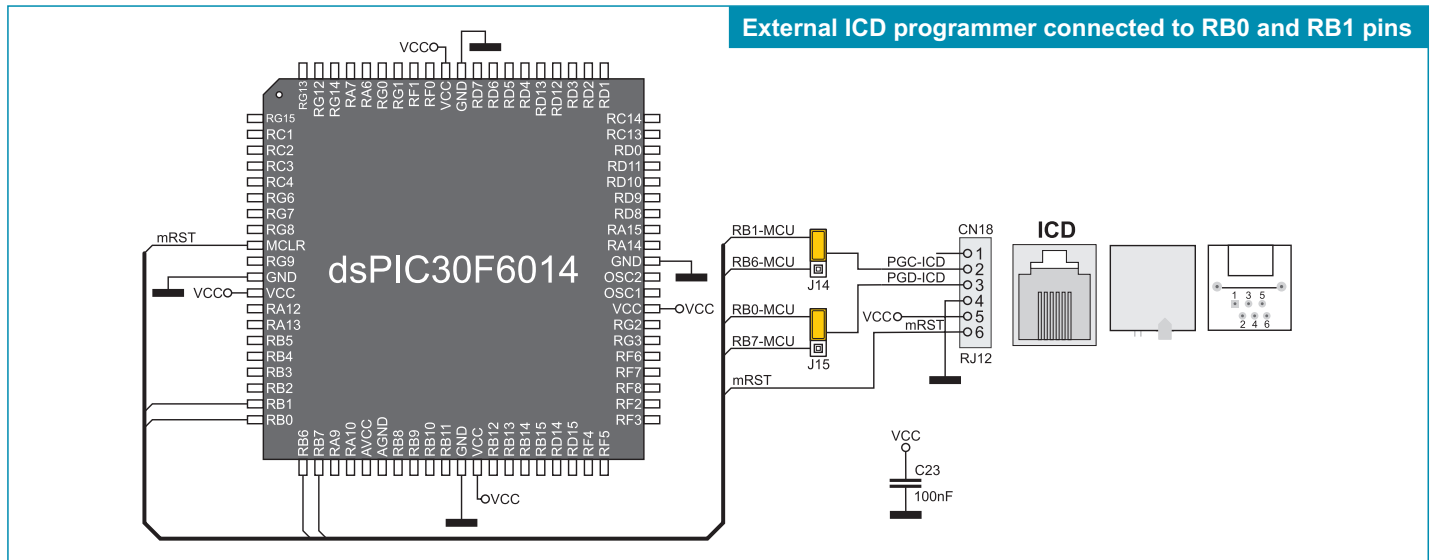 External ICD programmer connected to RB0 and RB1 pins
VCC
RG13
RG12
RG14
RA7
RA6
RG0
RG1
RF1
RF0
VCC
GND
RD7
RD6
RD5
RD4
RD13
RD12
RD3
RD2
RD1
RG15
RC1
RC2
RC3
RC4
RG6
RG7
RG8
mRST
MCLR
RG9
GND
VCC
VCC
RA12
RA13
RB5
RB4
RB3
RB2
RB1
RB0
dsPIC30F6014
RC14
RC13
RD0
RD11
RD10
RD9
RD8
RA15
RA14
GND
OSC2
OSC1
VCC
VCC
RG2
RG3
RF6
RF7
RF8
RF2
RF3
RB6
RB7
RA9
RA10
AVCC
AGND
RB8
RB9
RB10
RB11
GND
VCC
RB12
RB13
RB14
RB15
RD14
RD15
RF4
RF5
VCC
RB1-MCU
RB6-MCU
J14
RB0-MCU
RB7-MCU
J15
mRST
PGC-ICD
PGD-ICD
VCC
mRST
CN18
1
2
3
4
5
6
RJ12
ICD
1 3 5
2 4 6
VCC
C23
100nF